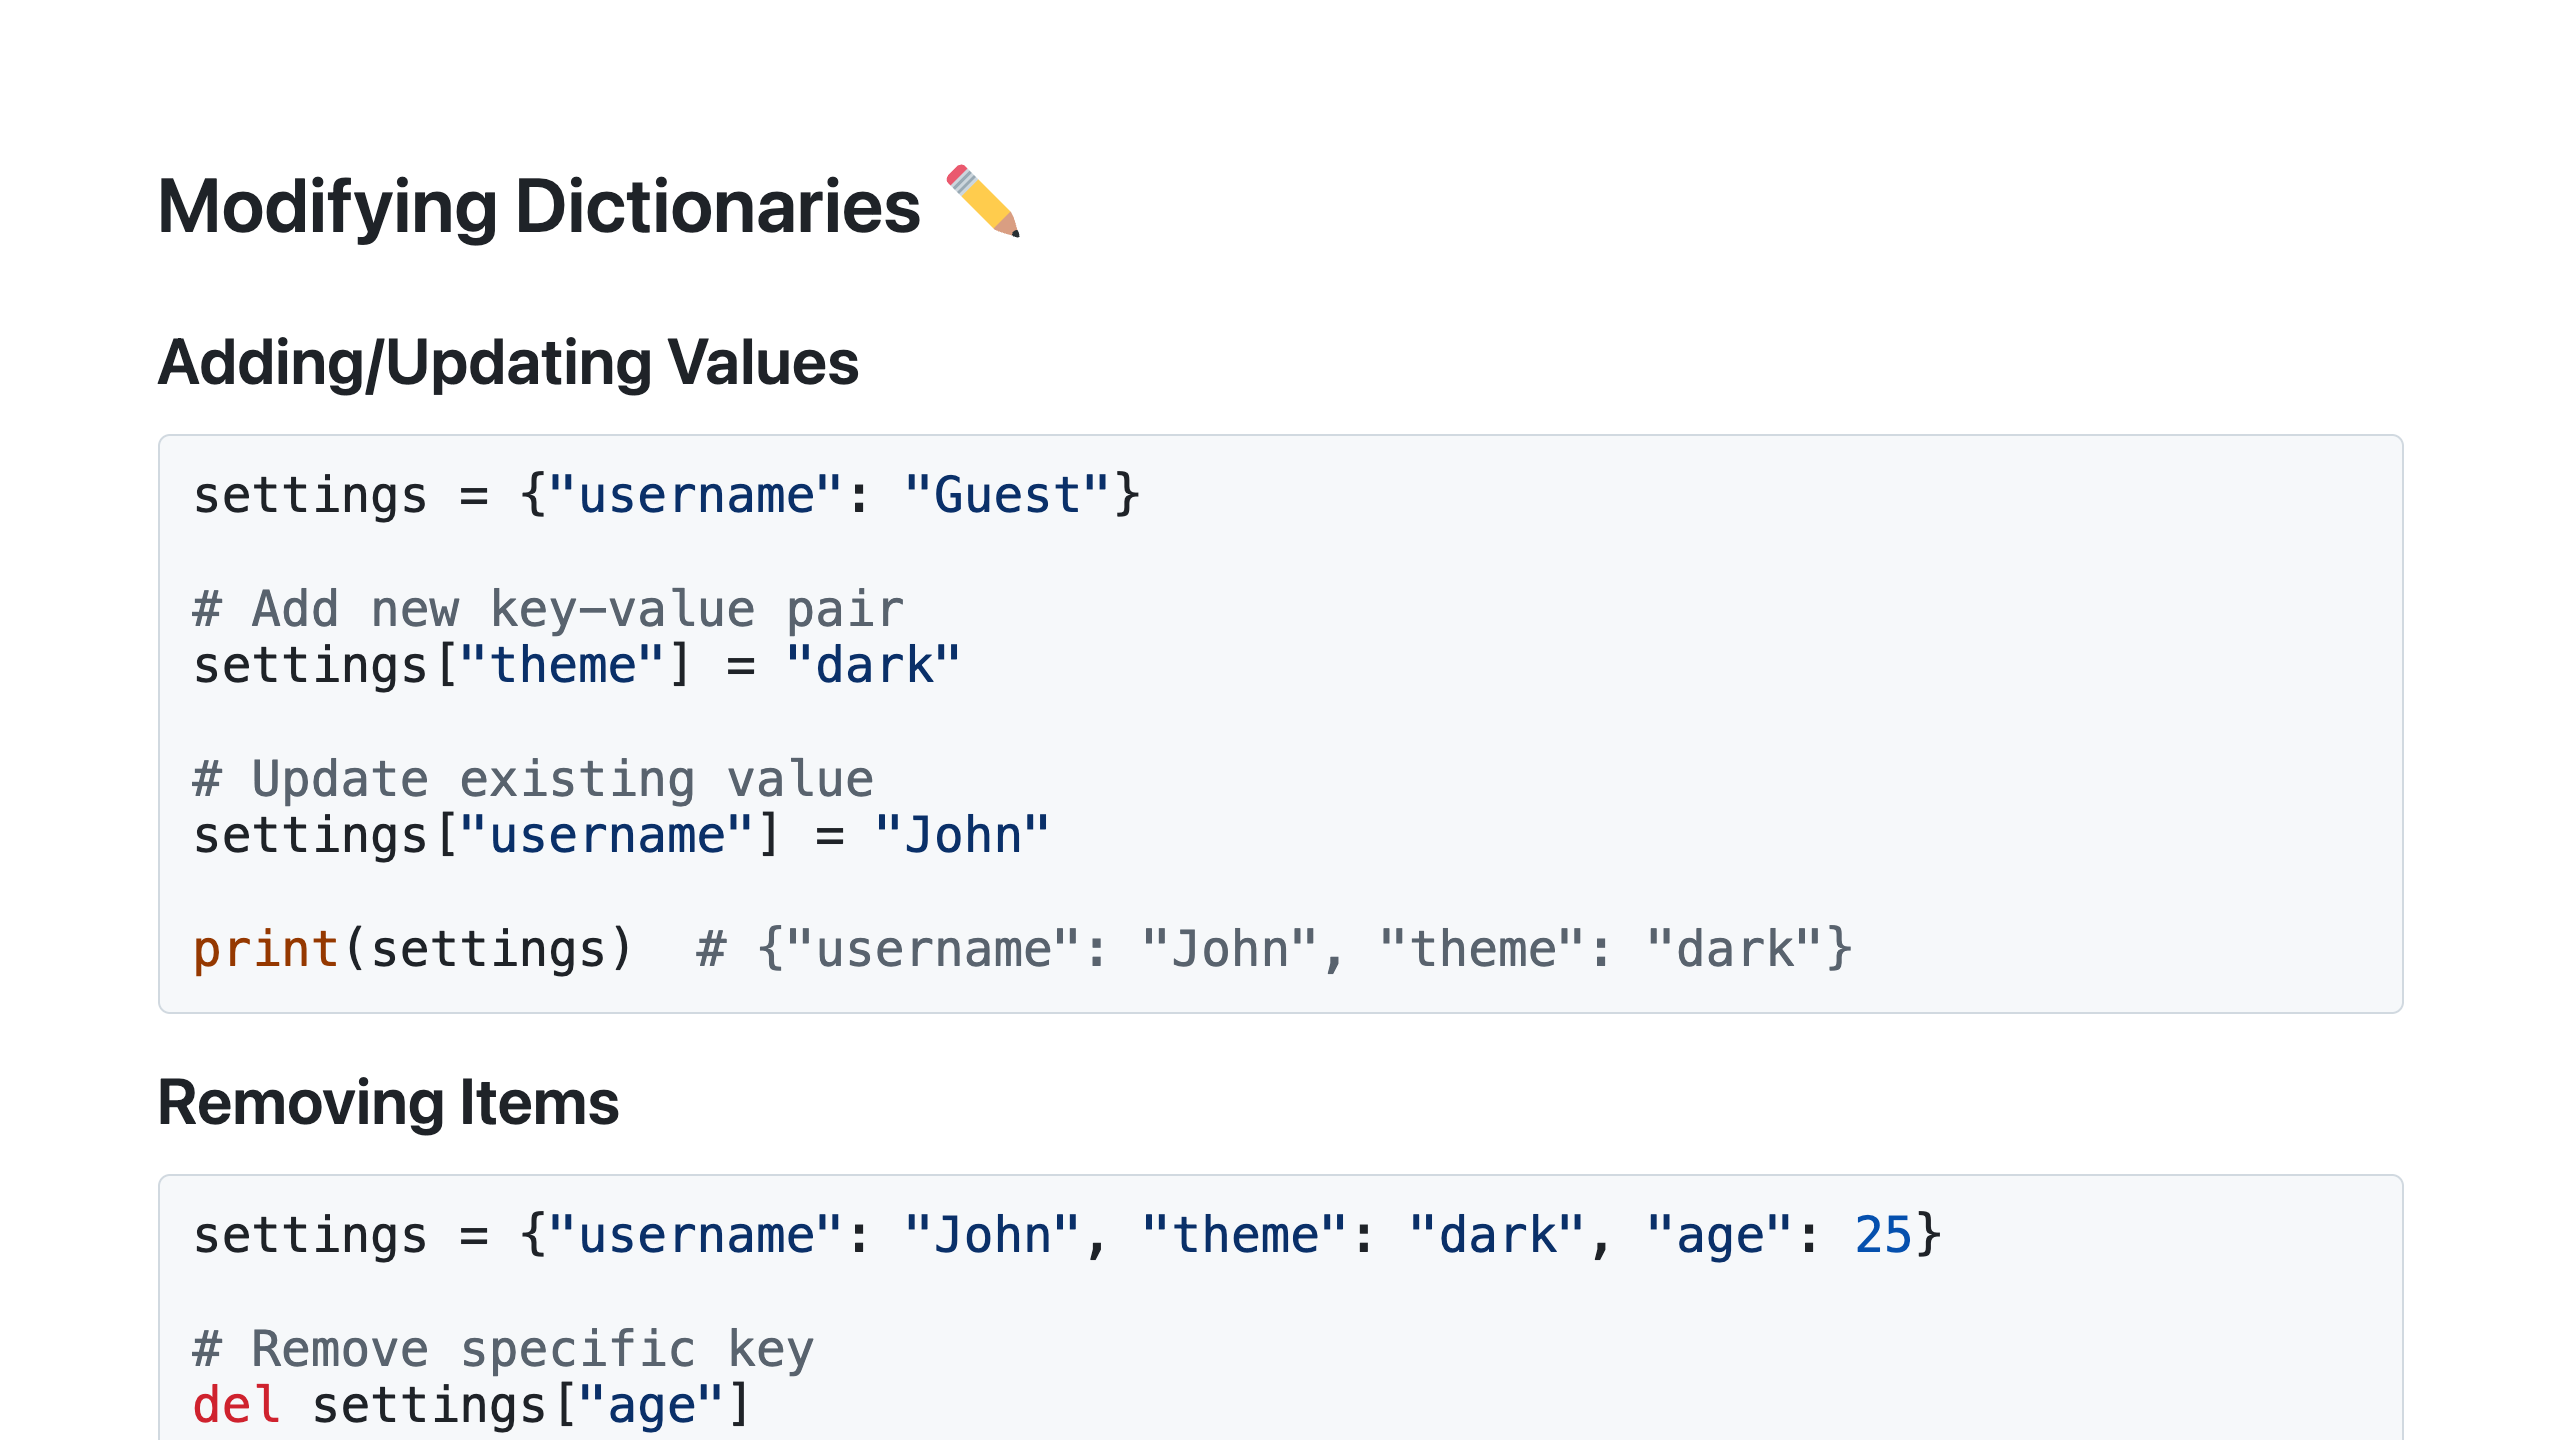 Modifying Dictionaries ✏️
Adding/Updating Values
settings = {"username": "Guest"}
# Add new key-value pair
settings["theme"] = "dark"
# Update existing value
settings["username"] = "John"
print(settings)  # {"username": "John", "theme": "dark"}
Removing Items
settings = {"username": "John", "theme": "dark", "age": 25}
# Remove specific key
del settings["age"]